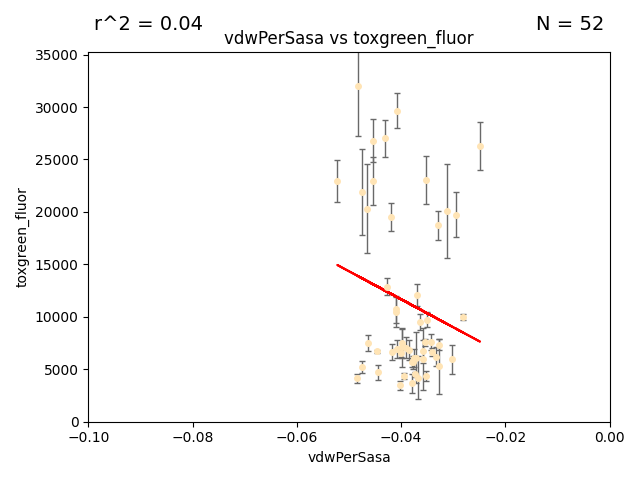 r^2 = 0.04
N = 52
vdwPerSasa vs toxgreen_fluor
35000
30000
25000
20000
15000
10000
5000
0
toxgreen_fluor
−0.10
−0.08
−0.06
−0.04
−0.02
0.00
vdwPerSasa